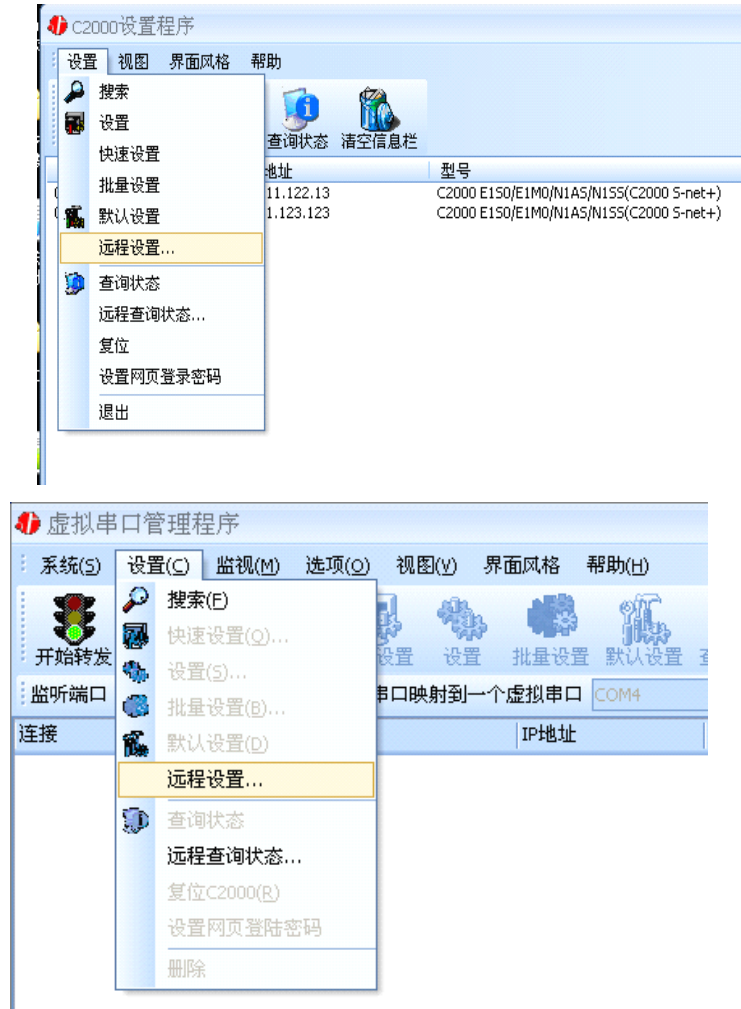 C2000设置程序
设置 视图 界面风格 帮助
搜索
设置
查询状态 清空信息栏
快速设置
地址 型号
批量设置
11.122.13 C2000 E1S0/E1M0/N1AS/N1SS(C2000 S-net+)
默认设置
1.123.123 C2000 E1S0/E1M0/N1AS/N1SS(C2000 S-net+)
远程设置...
查询状态
远程查询状态...
复位
设置网页登录密码
退出
虚拟串口管理程序
系统(S) 设置(C) 监视(M) 选项(O) 视图(V) 界面风格 帮助(H)
搜索(F)
快速设置(Q)...
开始转发 设置 设置 批量设置 默认设置
设置(S)...
监听端口 串口映射到一个虚拟串口 COM4
批量设置(B)...
连接 IP地址
默认设置(D)
远程设置...
查询状态
远程查询状态...
复位C2000(R)
设置网页登陆密码
删除